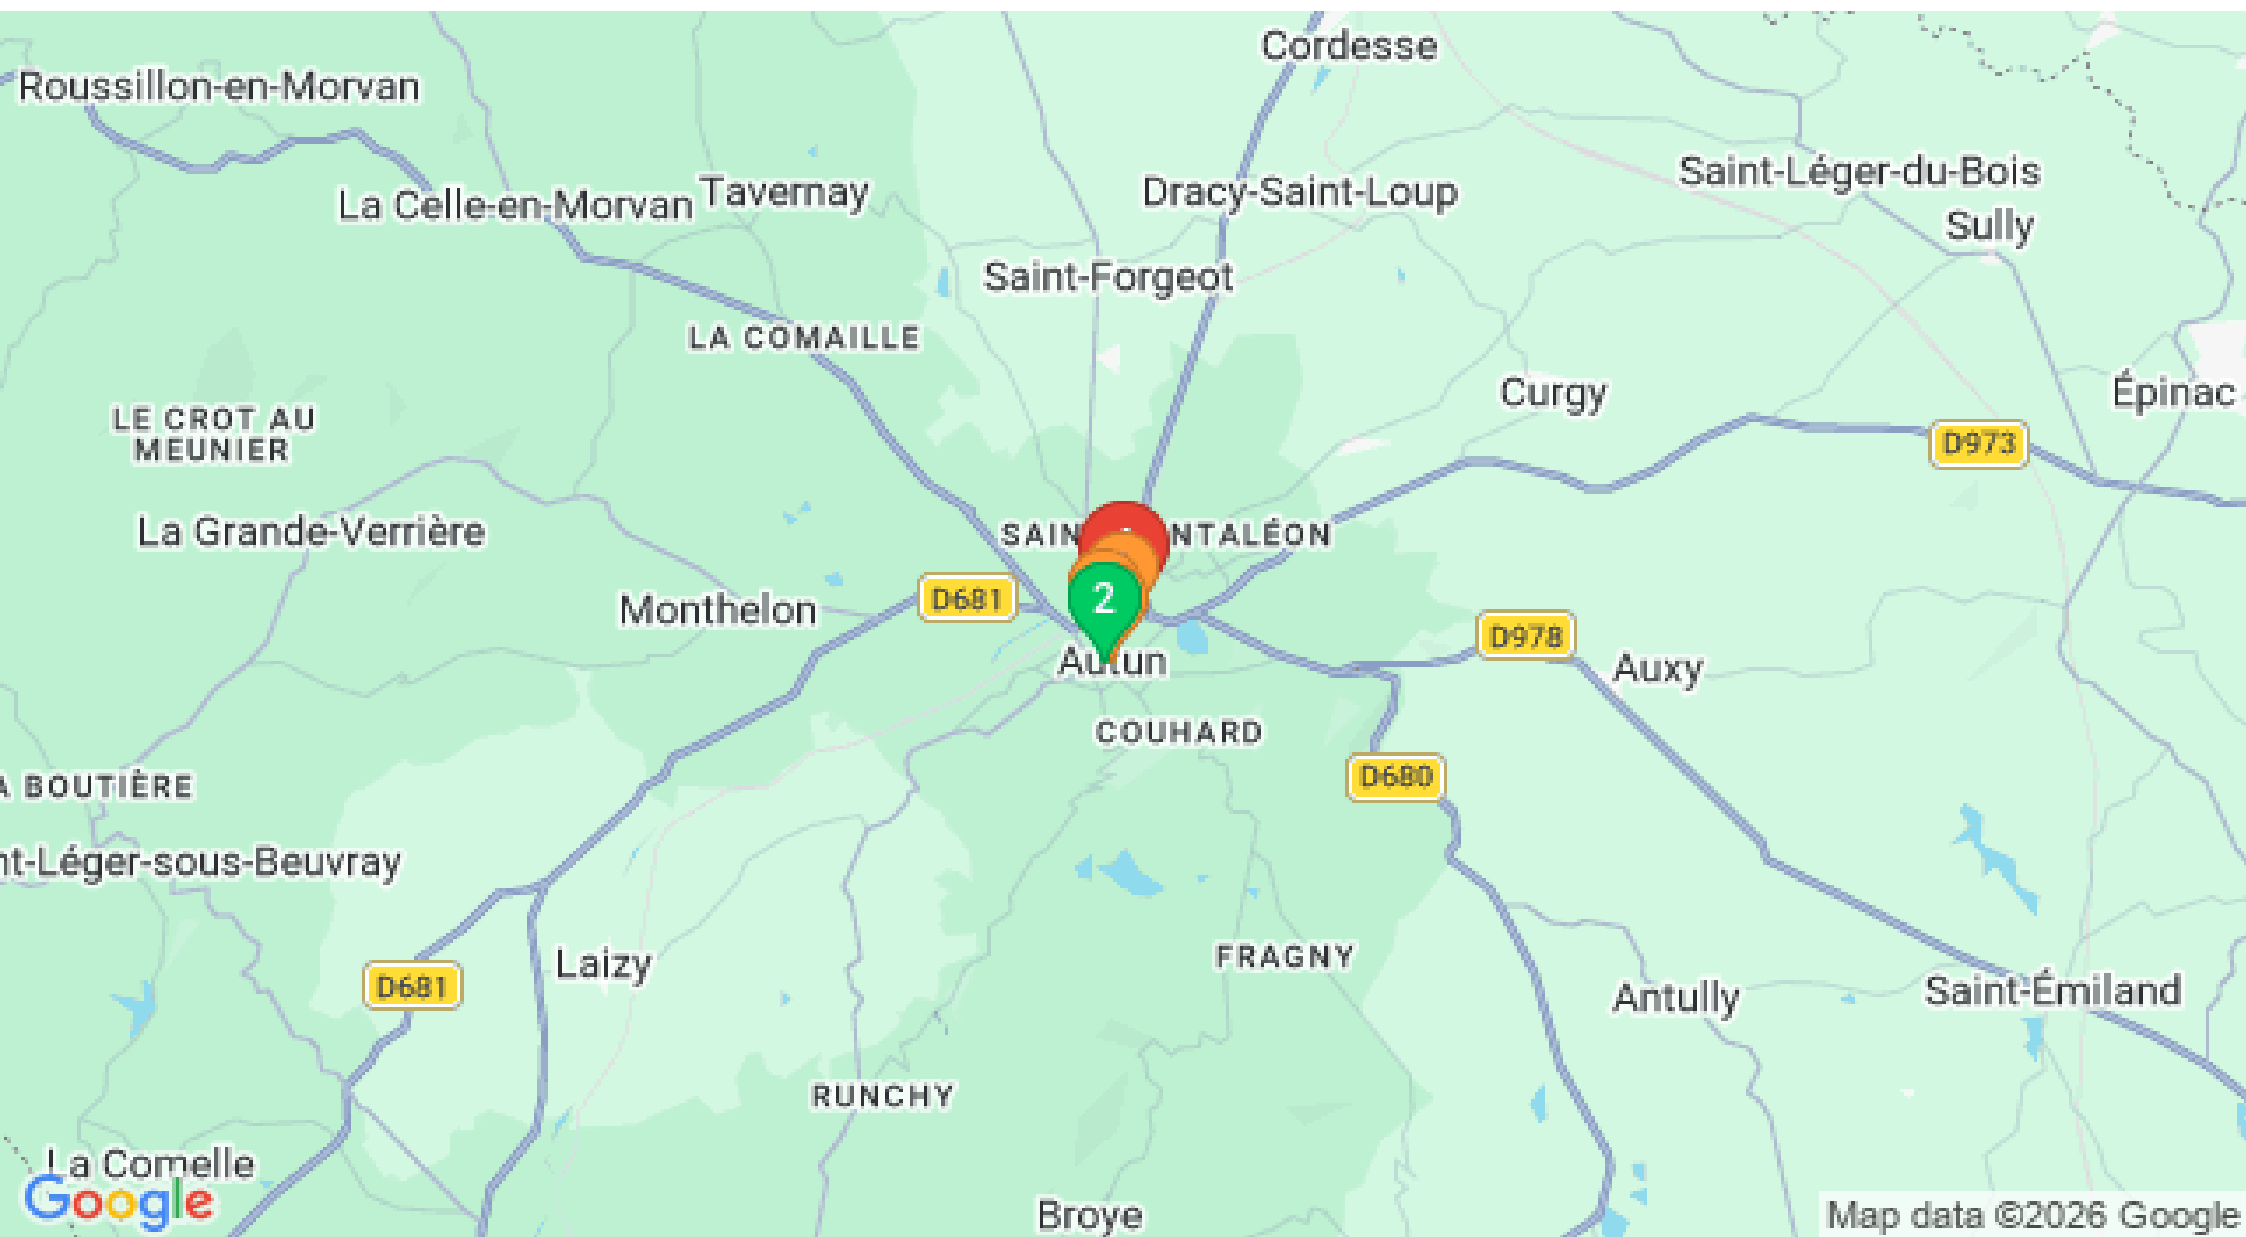 Cordesse
Roussillon-en-Morvan
Saint-Léger-du-Bois
La Celle-en-Morvan
Tavernay
Dracy-Saint-Loup
Sully
Saint-Forgeot
LA COMAILLE
Curgy
Épinac
LE CROT AU
MEUNIER
D973
La Grande-Verrière
SAIN
NTALÉON
D681
2
Monthelon
D978
Autun
Auxy
COUHARD
D680
A BOUTIÈRE
nt-Léger-sous-Beuvray
FRAGNY
Laizy
D681
Antully
Saint-Émiland
RUNCHY
La Comelle
Google
Broye
Map data ©2026 Google